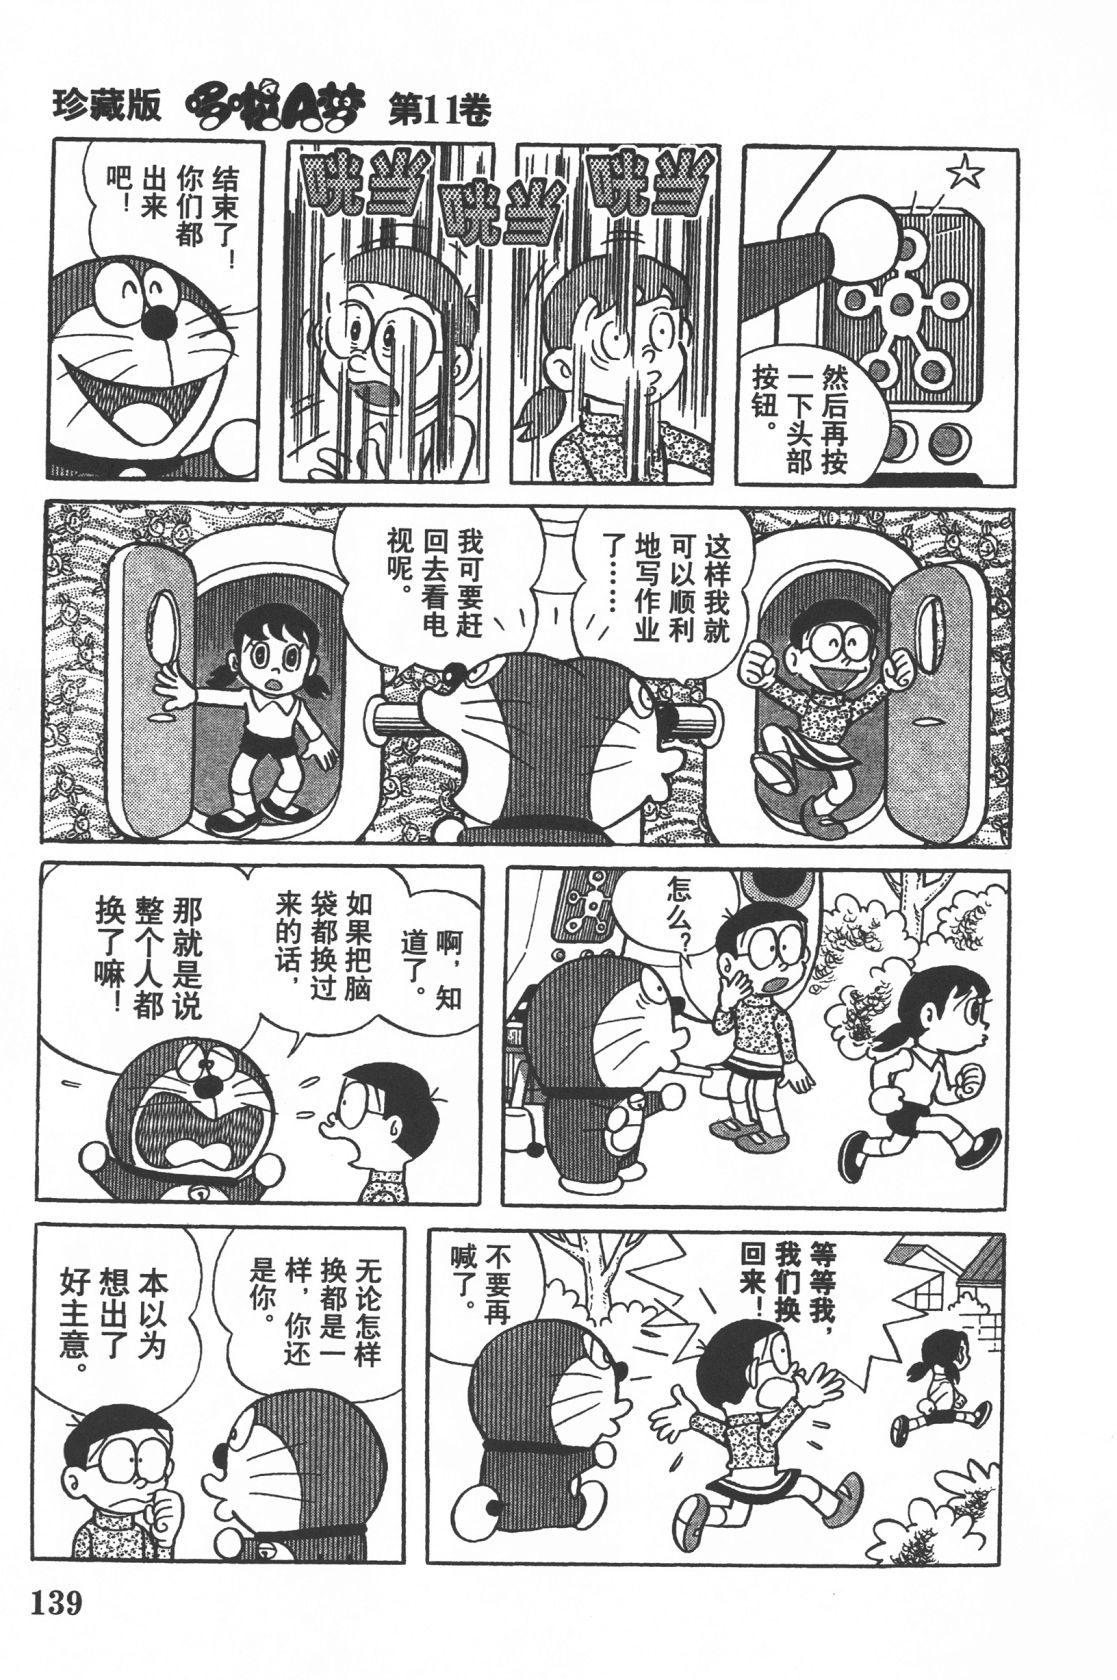 珍藏版 哆啦A梦 第11卷
然后再按
一下头部
按钮。
哐当
哐当
哐当
结束了！
你们都
出来
吧！
这样我就
可以顺利
地写作业
了……
我可要赶
回去看电
视呢。
怎么？
啊，知
道了。
如果把脑
袋都换过
来的话，
那就是说
整个人都
换了嘛！
等等我，
我们换
回来！
不要再
喊了。
无论怎样
换都是一
样，你还
是你。
本以为
想出了
好主意。
139